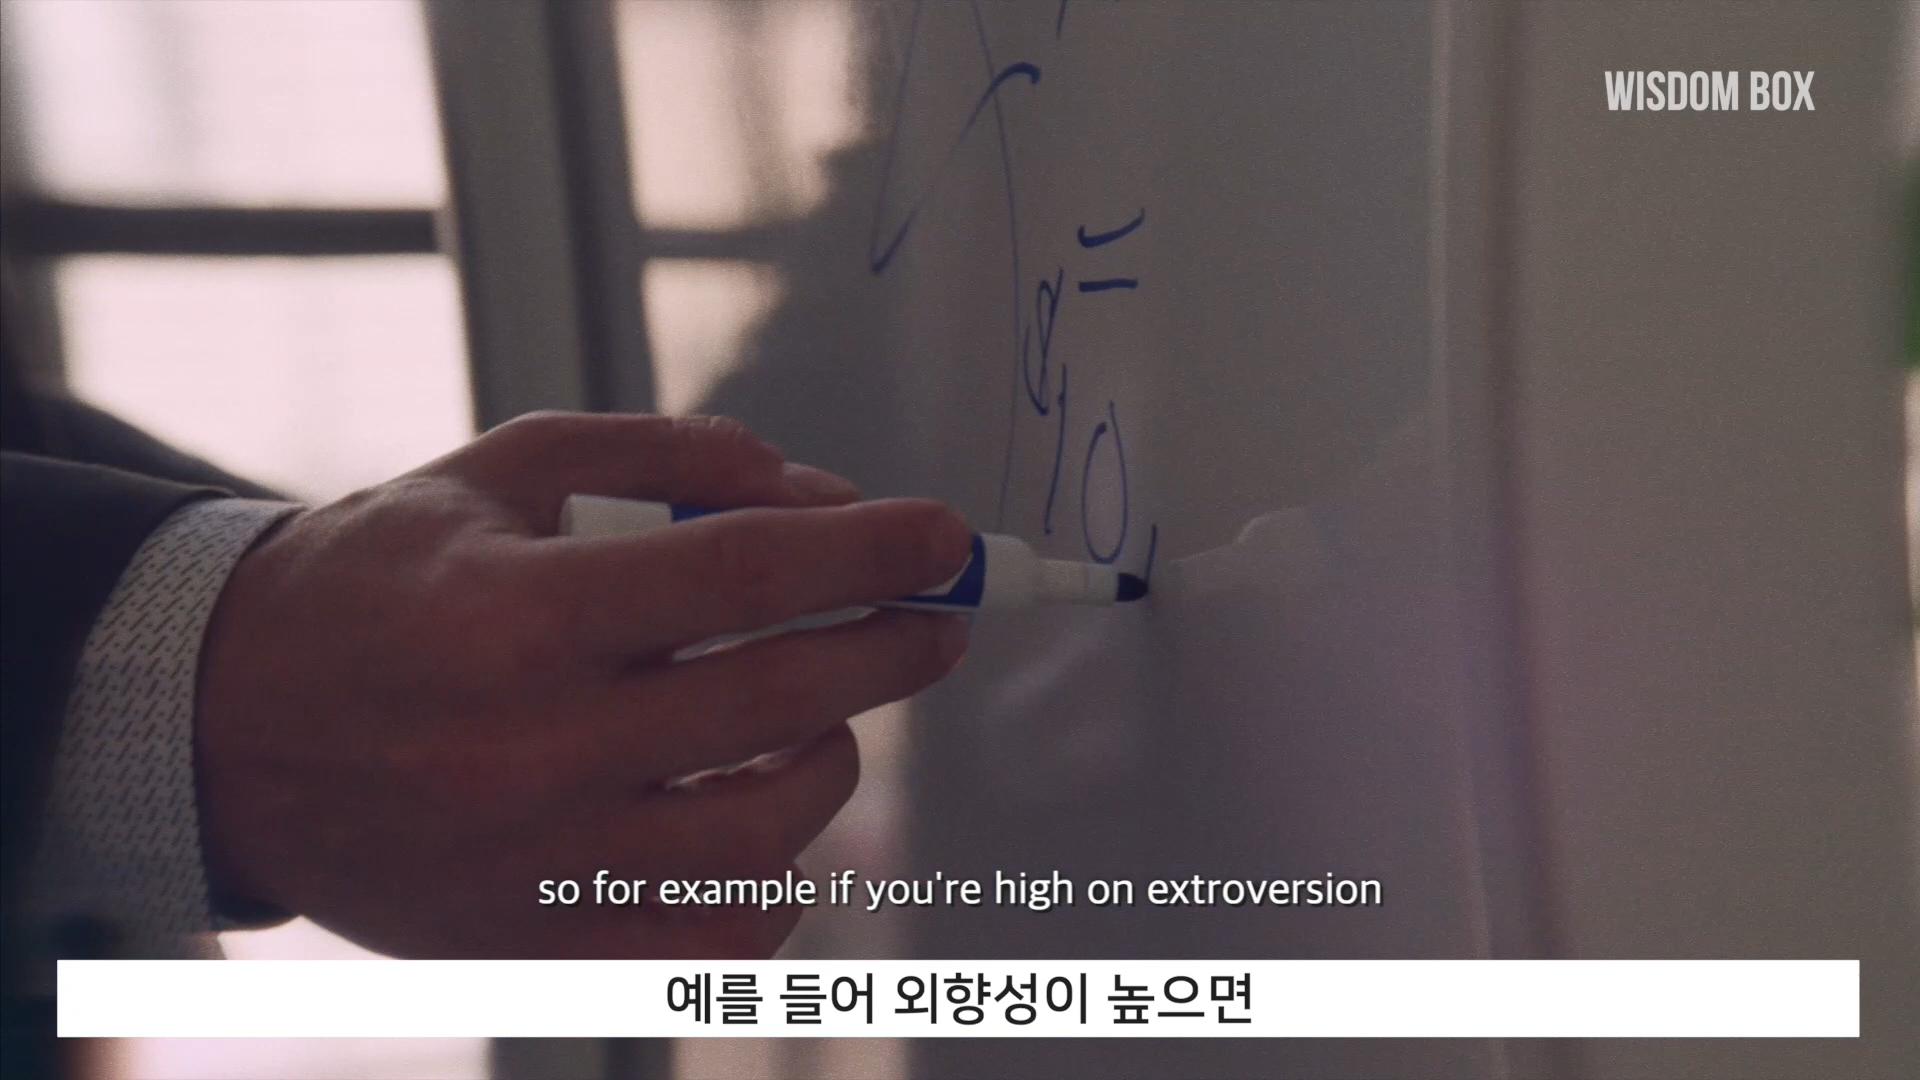 WISDOM BOX
so for example if you're high on extroversion
예를 들어 외향성이 높으면